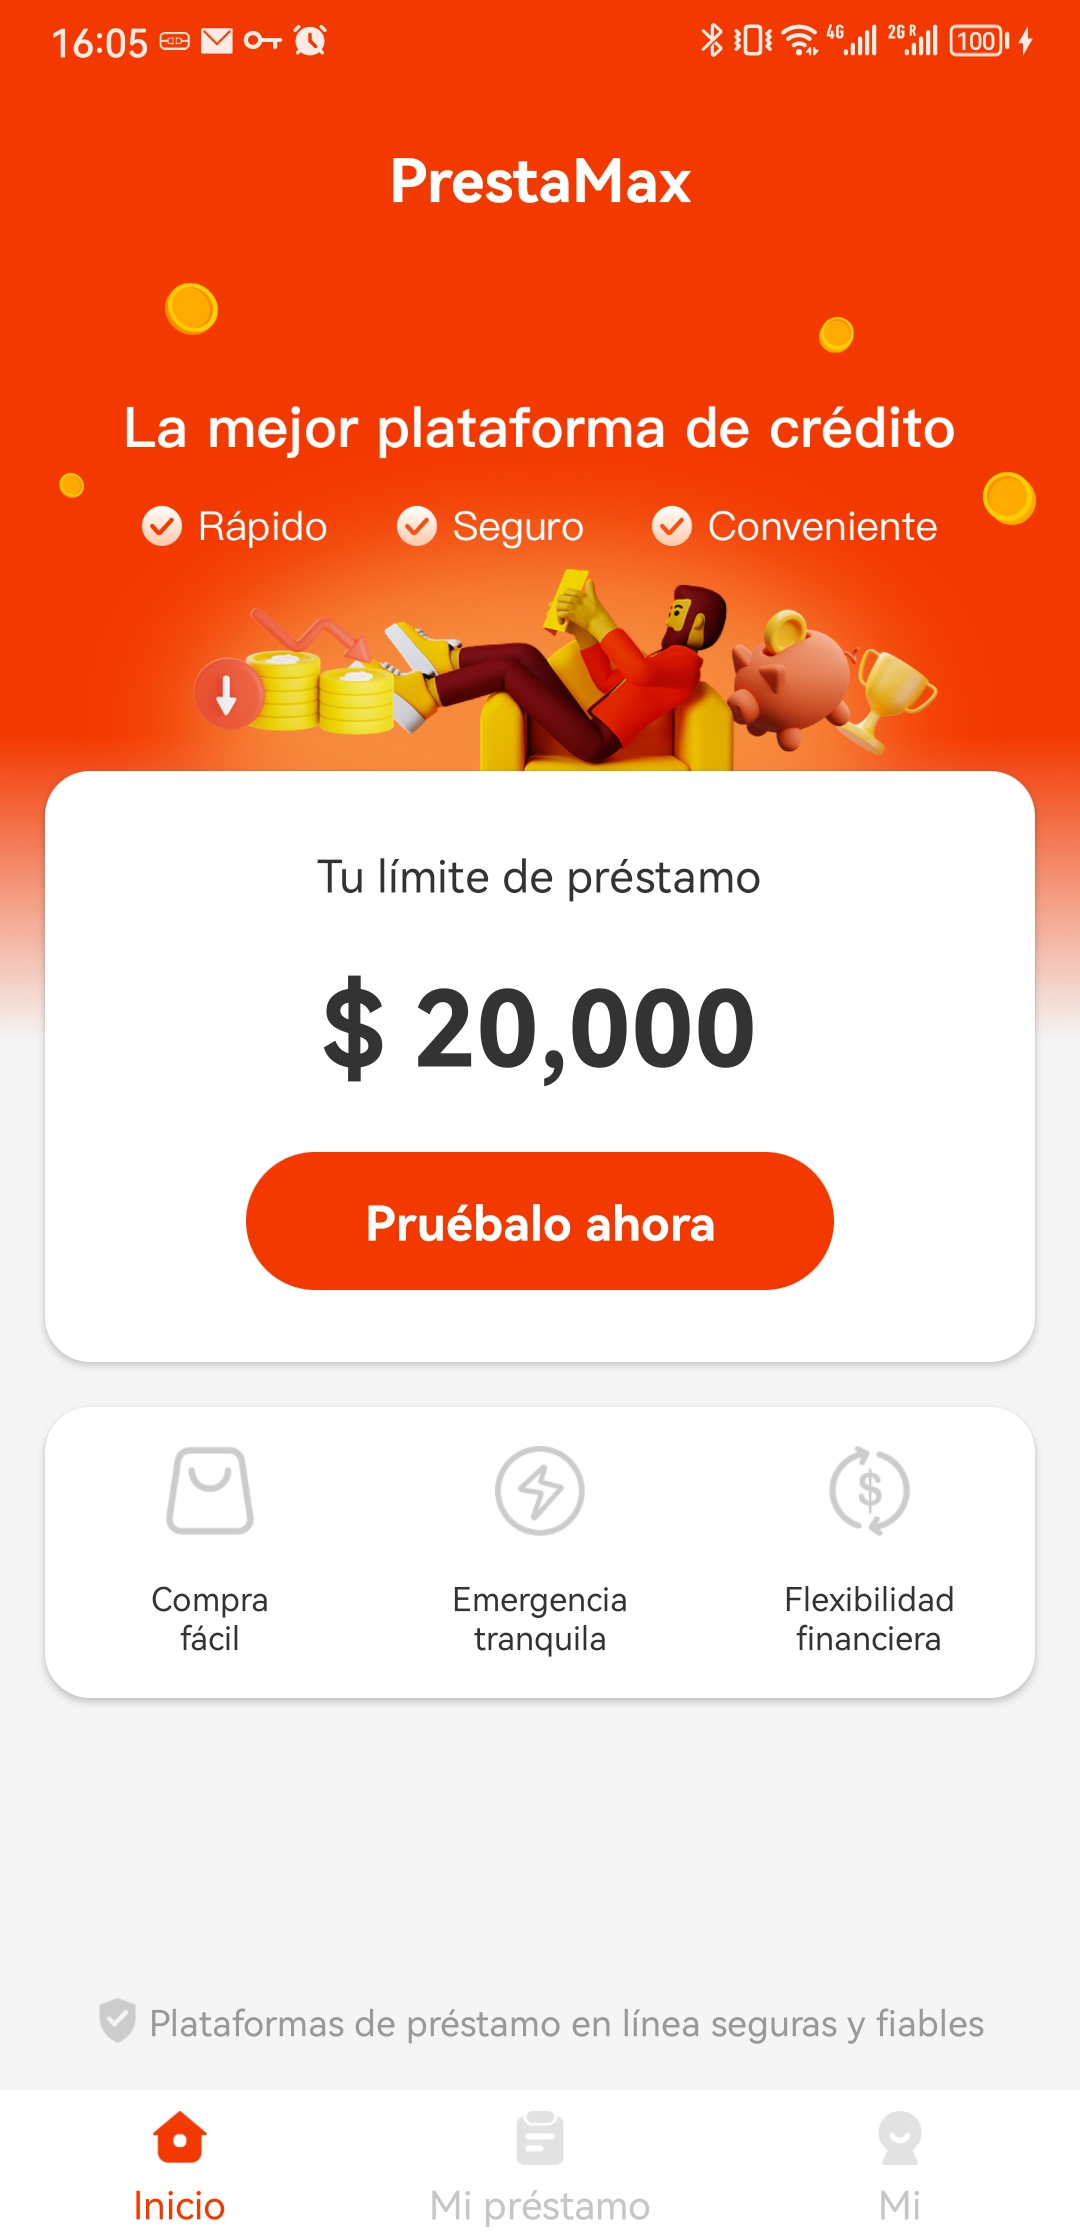 16:05
4G
2G R
100
PrestaMax
La mejor plataforma de crédito
Rápido
Seguro
Conveniente
Tu límite de préstamo
$ 20,000
Pruébalo ahora
Compra
fácil
Emergencia
tranquila
Flexibilidad
financiera
Plataformas de préstamo en línea seguras y fiables
Inicio
Mi préstamo
Mi